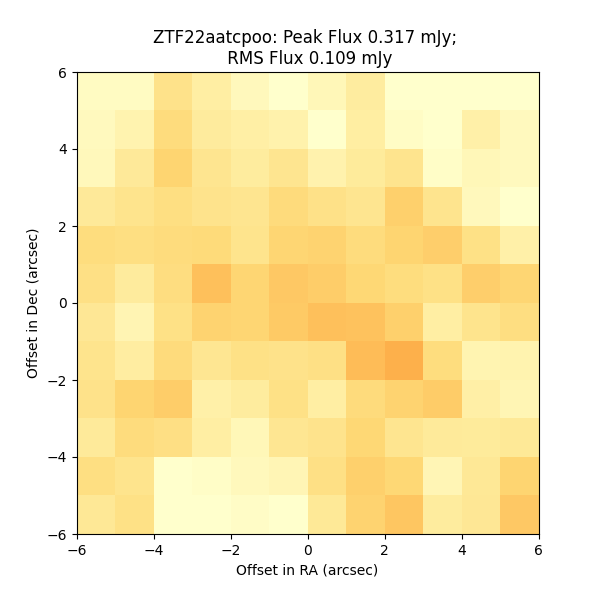 ZTF22aatcpoo: Peak Flux 0.317 mJy;
RMS Flux 0.109 mJy
6
4
2
0
−2
−4
−6
Offset in Dec (arcsec)
−6 −4 −2 0 2 4 6
Offset in RA (arcsec)